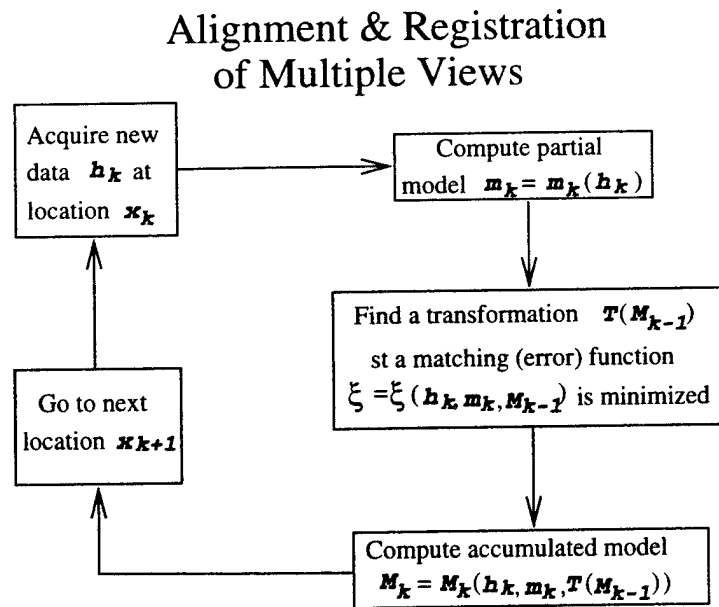 Alignment & Registration
of Multiple Views
Acquire new
data h_k at
location x_k
Compute partial
model m_k = m_k(h_k)
Find a transformation T(M_{k-1})
st a matching (error) function
ξ = ξ(h_k, m_k, M_{k-1}) is minimized
Compute accumulated model
M_k = M_k(h_k, m_k, T(M_{k-1}))
Go to next
location x_{k+1}